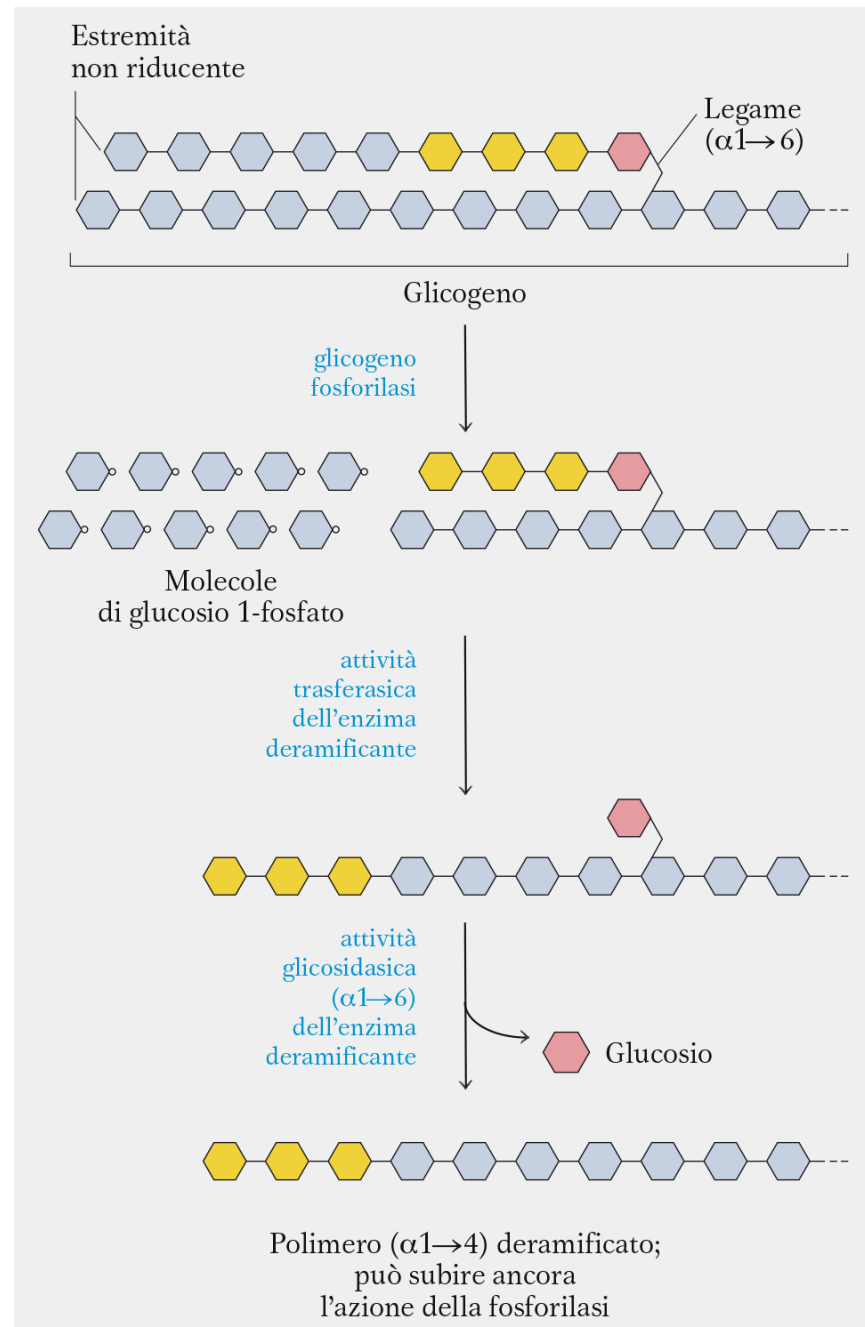 Estremità
non riducente
Legame
(α1→6)
Glicogeno
glicogeno
fosforilasi
Molecole
di glucosio 1-fosfato
attività
trasferasica
dell'enzima
deramificante
attività
glicosidasica
(α1→6)
dell'enzima
deramificante
Glucosio
Polimero (α1→4) deramificato;
può subire ancora
l'azione della fosforilasi